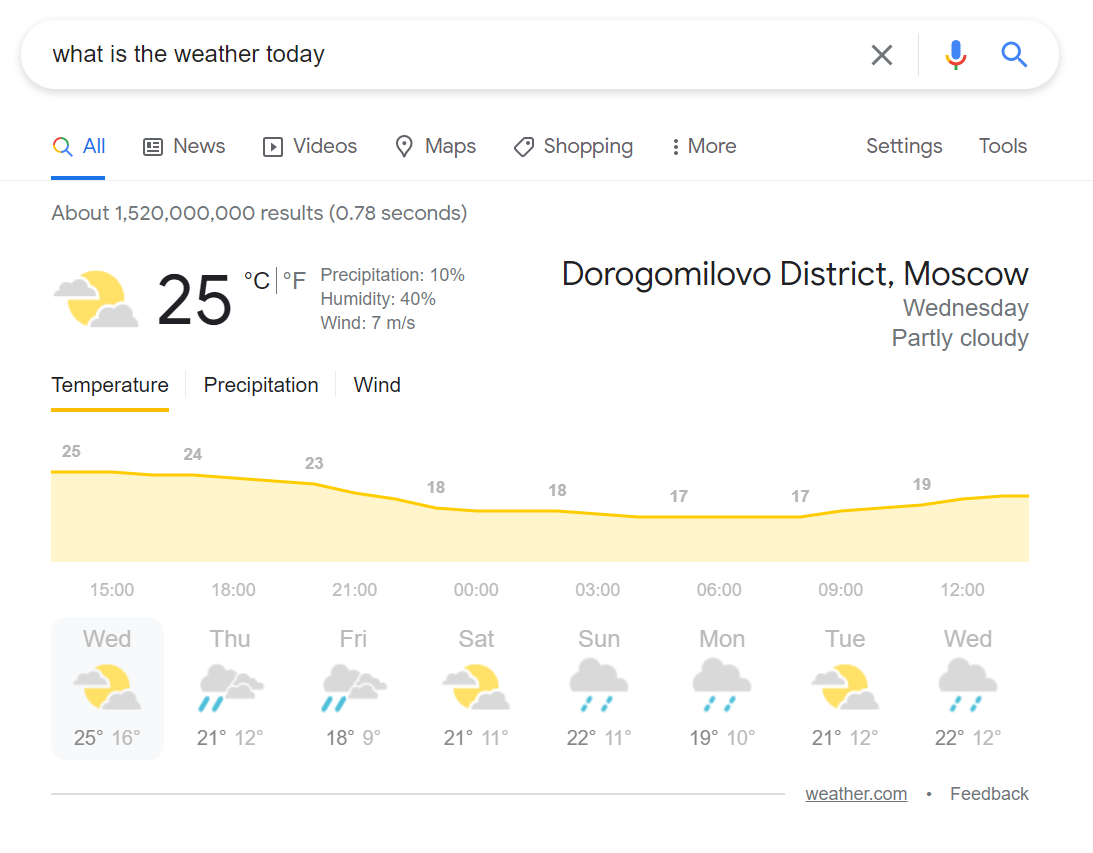 what is the weather today
All News Videos Maps Shopping More Settings Tools
About 1,520,000,000 results (0.78 seconds)
25 °C °F
Precipitation: 10%
Humidity: 40%
Wind: 7 m/s
Dorogomilovo District, Moscow
Wednesday
Partly cloudy
Temperature Precipitation Wind
25 24 23 18 18 17 17 19
15:00 18:00 21:00 00:00 03:00 06:00 09:00 12:00
Wed Thu Fri Sat Sun Mon Tue Wed
25° 16° 21° 12° 18° 9° 21° 11° 22° 11° 19° 10° 21° 12° 22° 12°
weather.com • Feedback